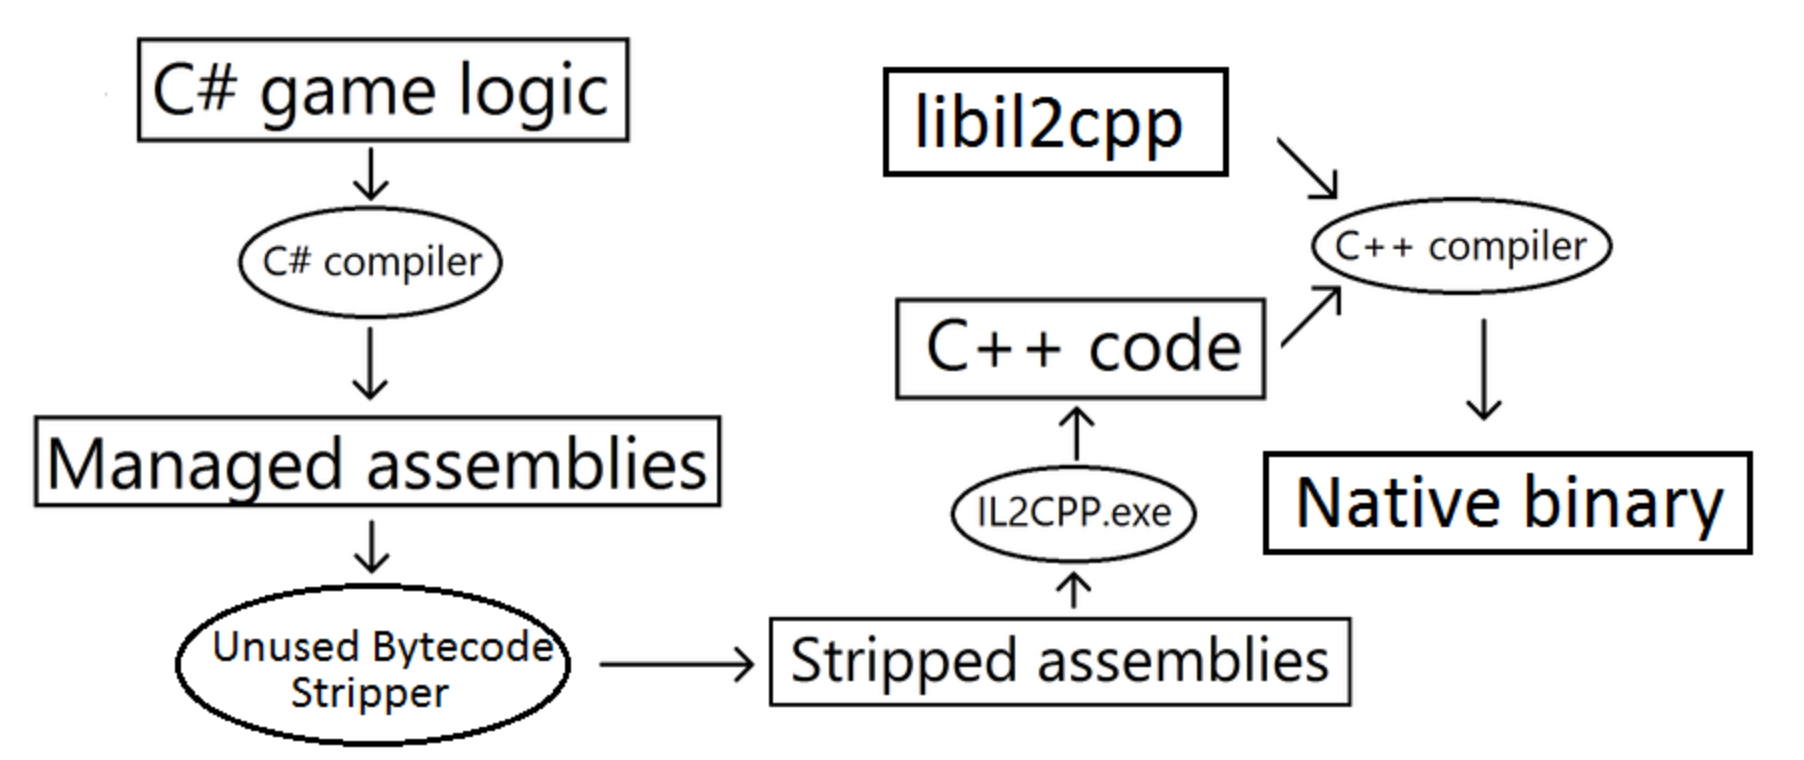 C# game logic
C# compiler
Managed assemblies
Unused Bytecode
Stripper
Stripped assemblies
IL2CPP.exe
C++ code
libil2cpp
C++ compiler
Native binary